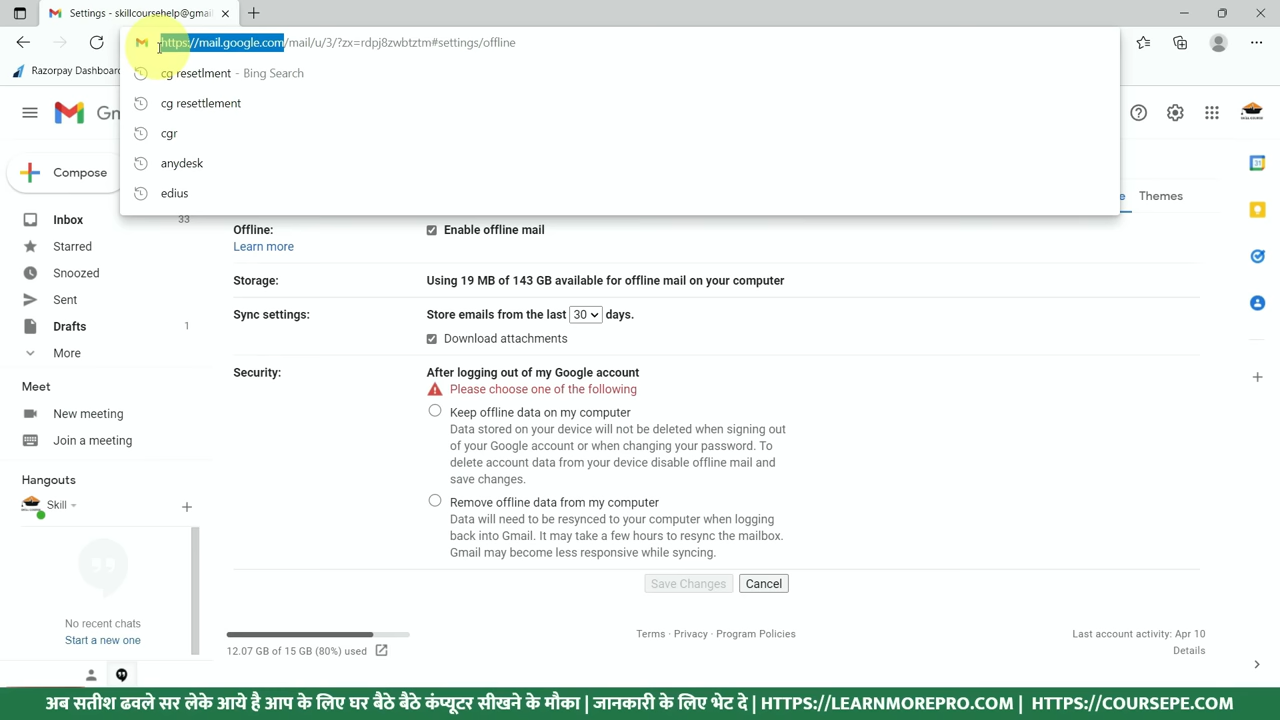 Settings - skillcoursehelp@gmai
https://mail.google.com/mail/u/3/?zx=rdpj8zwbtztm#settings/offline
Razorpay Dashboard
cg resetlment - Bing Search
cg resettlement
cgr
anydesk
edius
Gm
Compose
Themes
Inbox 33
Starred
Snoozed
Sent
Drafts 1
More
Meet
New meeting
Join a meeting
Hangouts
Skill
No recent chats
Start a new one
Offline: Enable offline mail
Learn more
Storage: Using 19 MB of 143 GB available for offline mail on your computer
Sync settings: Store emails from the last 30 days.
Download attachments
Security: After logging out of my Google account
Please choose one of the following
Keep offline data on my computer
Data stored on your device will not be deleted when signing out
of your Google account or when changing your password. To
delete account data from your device disable offline mail and
save changes.
Remove offline data from my computer
Data will need to be resynced to your computer when logging
back into Gmail. It may take a few hours to resync the mailbox.
Gmail may become less responsive while syncing.
Save Changes Cancel
12.07 GB of 15 GB (80%) used
Terms · Privacy · Program Policies
Last account activity: Apr 10
Details
अब सतीश ढवले सर लेके आये है आप के लिए घर बैठे बैठे कंप्यूटर सीखने के मौका | जानकारी के लिए भेट दे | HTTPS://LEARNMOREPRO.COM | HTTPS://COURSEPE.COM